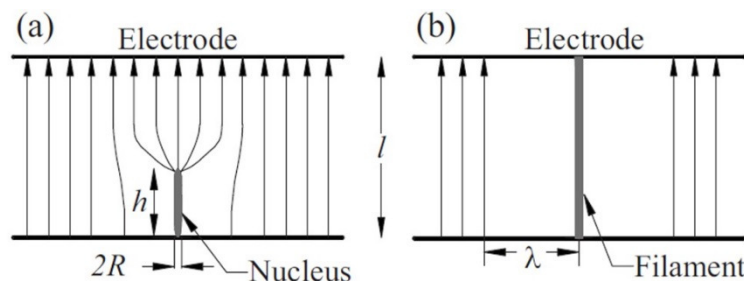 (a)
Electrode
h
2R
Nucleus
(b)
Electrode
l
λ
Filament